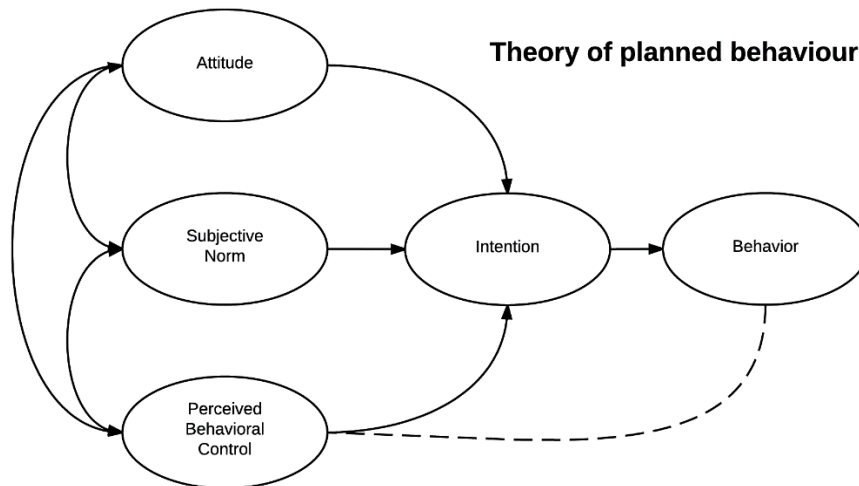 Attitude
Theory of planned behaviour
Subjective
Norm
Intention
Behavior
Perceived
Behavioral
Control